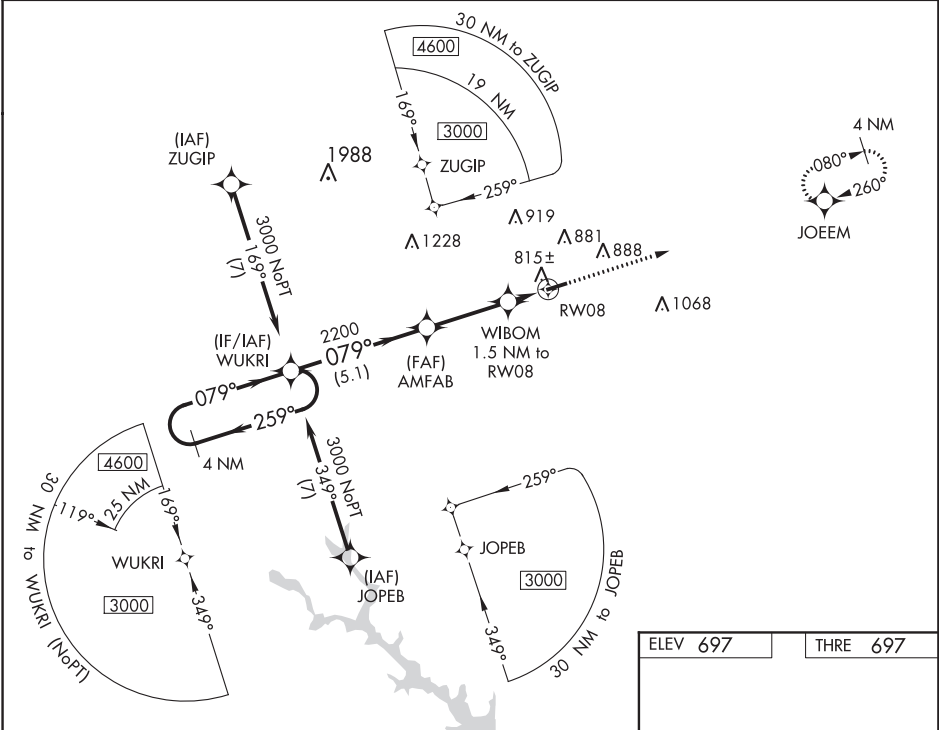 30 NM to ZUGIP
4600
19 NM
169°
3000
ZUGIP
259°
4 NM
080°
260°
JOEEM
(IAF)
ZUGIP
1988
3000 NoPT
169°
(7)
1228
919
881
888
815±
RW08
1068
(IF/IAF)
WUKRI
2200
079°
(5.1)
(FAF)
AMFAB
WIBOM
1.5 NM to
RW08
079°
259°
4 NM
4600
25 NM
119°
169°
WUKRI
3000
349°
30 NM to WUKRI (NoPT)
3000 NoPT
349°
(7)
(IAF)
JOPEB
259°
JOPEB
3000
349°
30 NM to JOPEB
ELEV 697
THRE 697